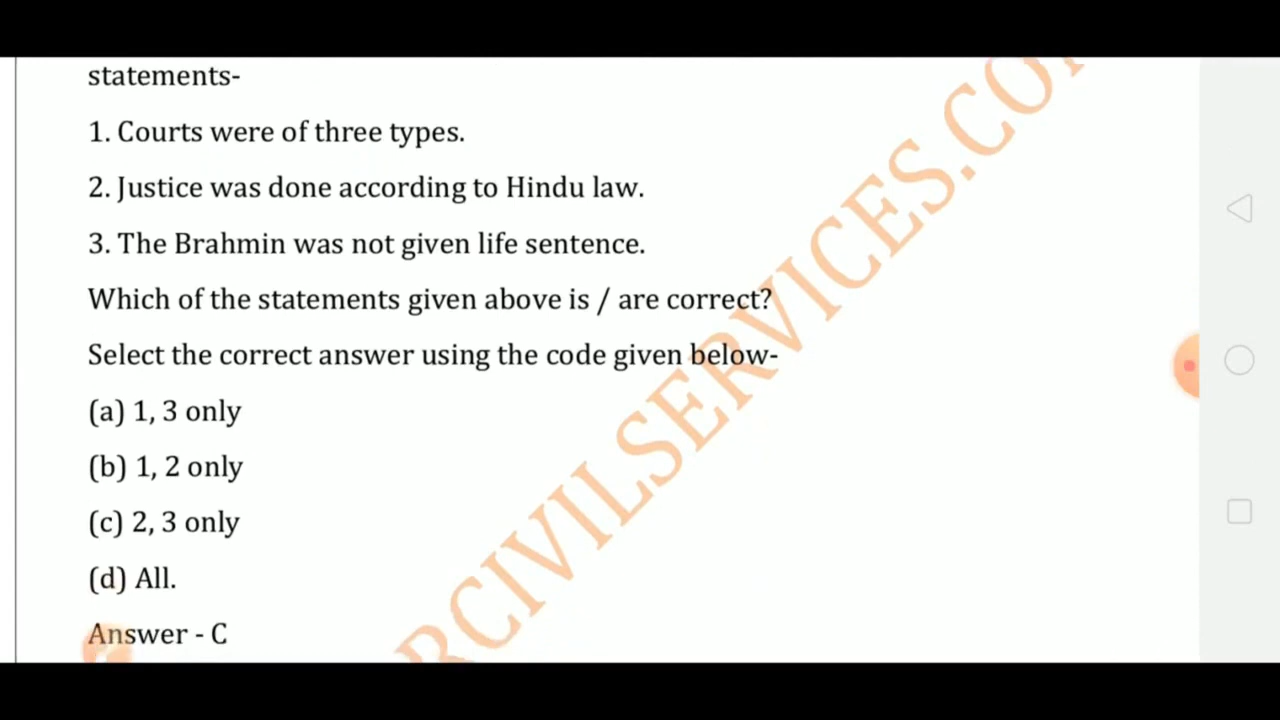 statements-
1. Courts were of three types.
2. Justice was done according to Hindu law.
3. The Brahmin was not given life sentence.
Which of the statements given above is / are correct?
Select the correct answer using the code given below-
(a) 1, 3 only
(b) 1, 2 only
(c) 2, 3 only
(d) All.
Answer - C
RCIVILSERVICES.COM